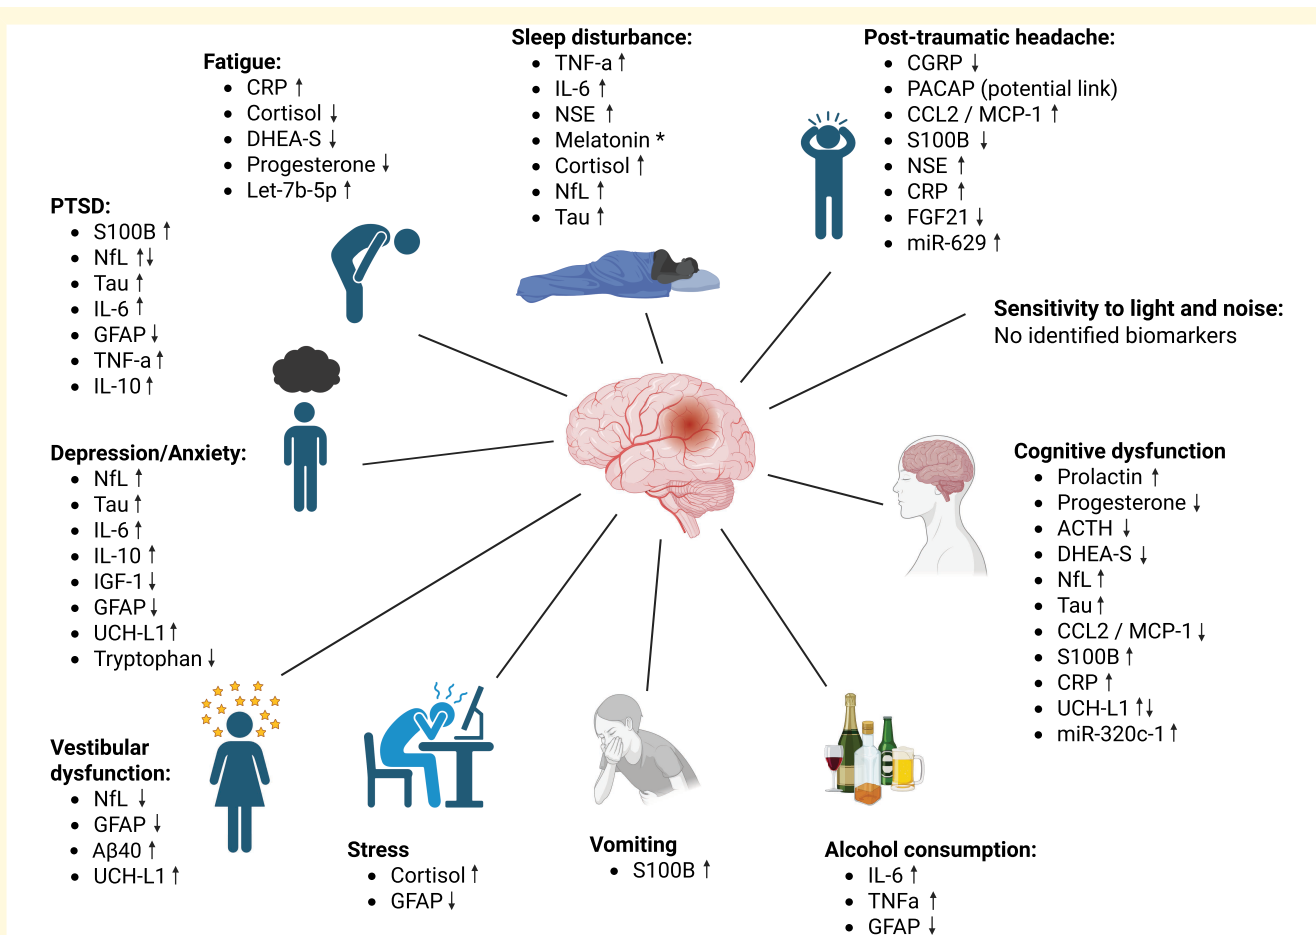 Fatigue:
• CRP ↑
• Cortisol ↓
• DHEA-S ↓
• Progesterone ↓
• Let-7b-5p ↑
Sleep disturbance:
• TNF-a ↑
• IL-6 ↑
• NSE ↑
• Melatonin *
• Cortisol ↑
• NfL ↑
• Tau ↑
Post-traumatic headache:
• CGRP ↓
• PACAP (potential link)
• CCL2 / MCP-1 ↑
• S100B ↓
• NSE ↑
• CRP ↑
• FGF21 ↓
• miR-629 ↑
PTSD:
• S100B ↑
• NfL ↑↓
• Tau ↑
• IL-6 ↑
• GFAP ↓
• TNF-a ↑
• IL-10 ↑
Sensitivity to light and noise:
No identified biomarkers
Depression/Anxiety:
• NfL ↑
• Tau ↑
• IL-6 ↑
• IL-10 ↑
• IGF-1 ↓
• GFAP ↓
• UCH-L1 ↑
• Tryptophan ↓
Cognitive dysfunction
• Prolactin ↑
• Progesterone ↓
• ACTH ↓
• DHEA-S ↓
• NfL ↑
• Tau ↑
• CCL2 / MCP-1 ↓
• S100B ↑
• CRP ↑
• UCH-L1 ↑↓
• miR-320c-1 ↑
Vestibular
dysfunction:
• NfL ↓
• GFAP ↓
• Aβ40 ↑
• UCH-L1 ↑
Stress
• Cortisol ↑
• GFAP ↓
Vomiting
• S100B ↑
Alcohol consumption:
• IL-6 ↑
• TNFa ↑
• GFAP ↓